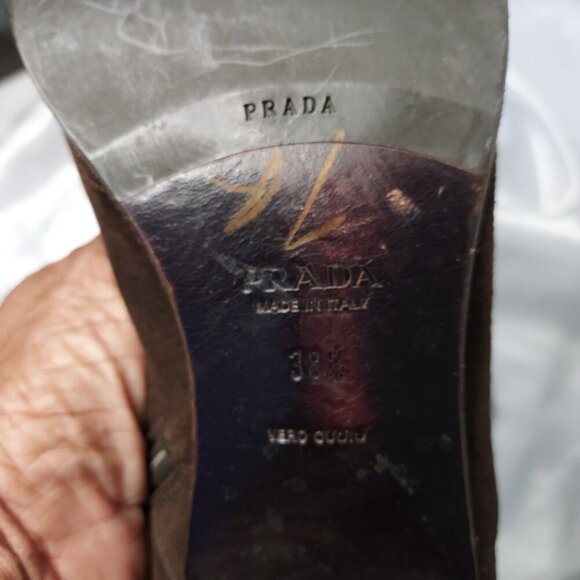 PRADA
PRADA
MADE IN ITALY
38½
VERO CUOIO